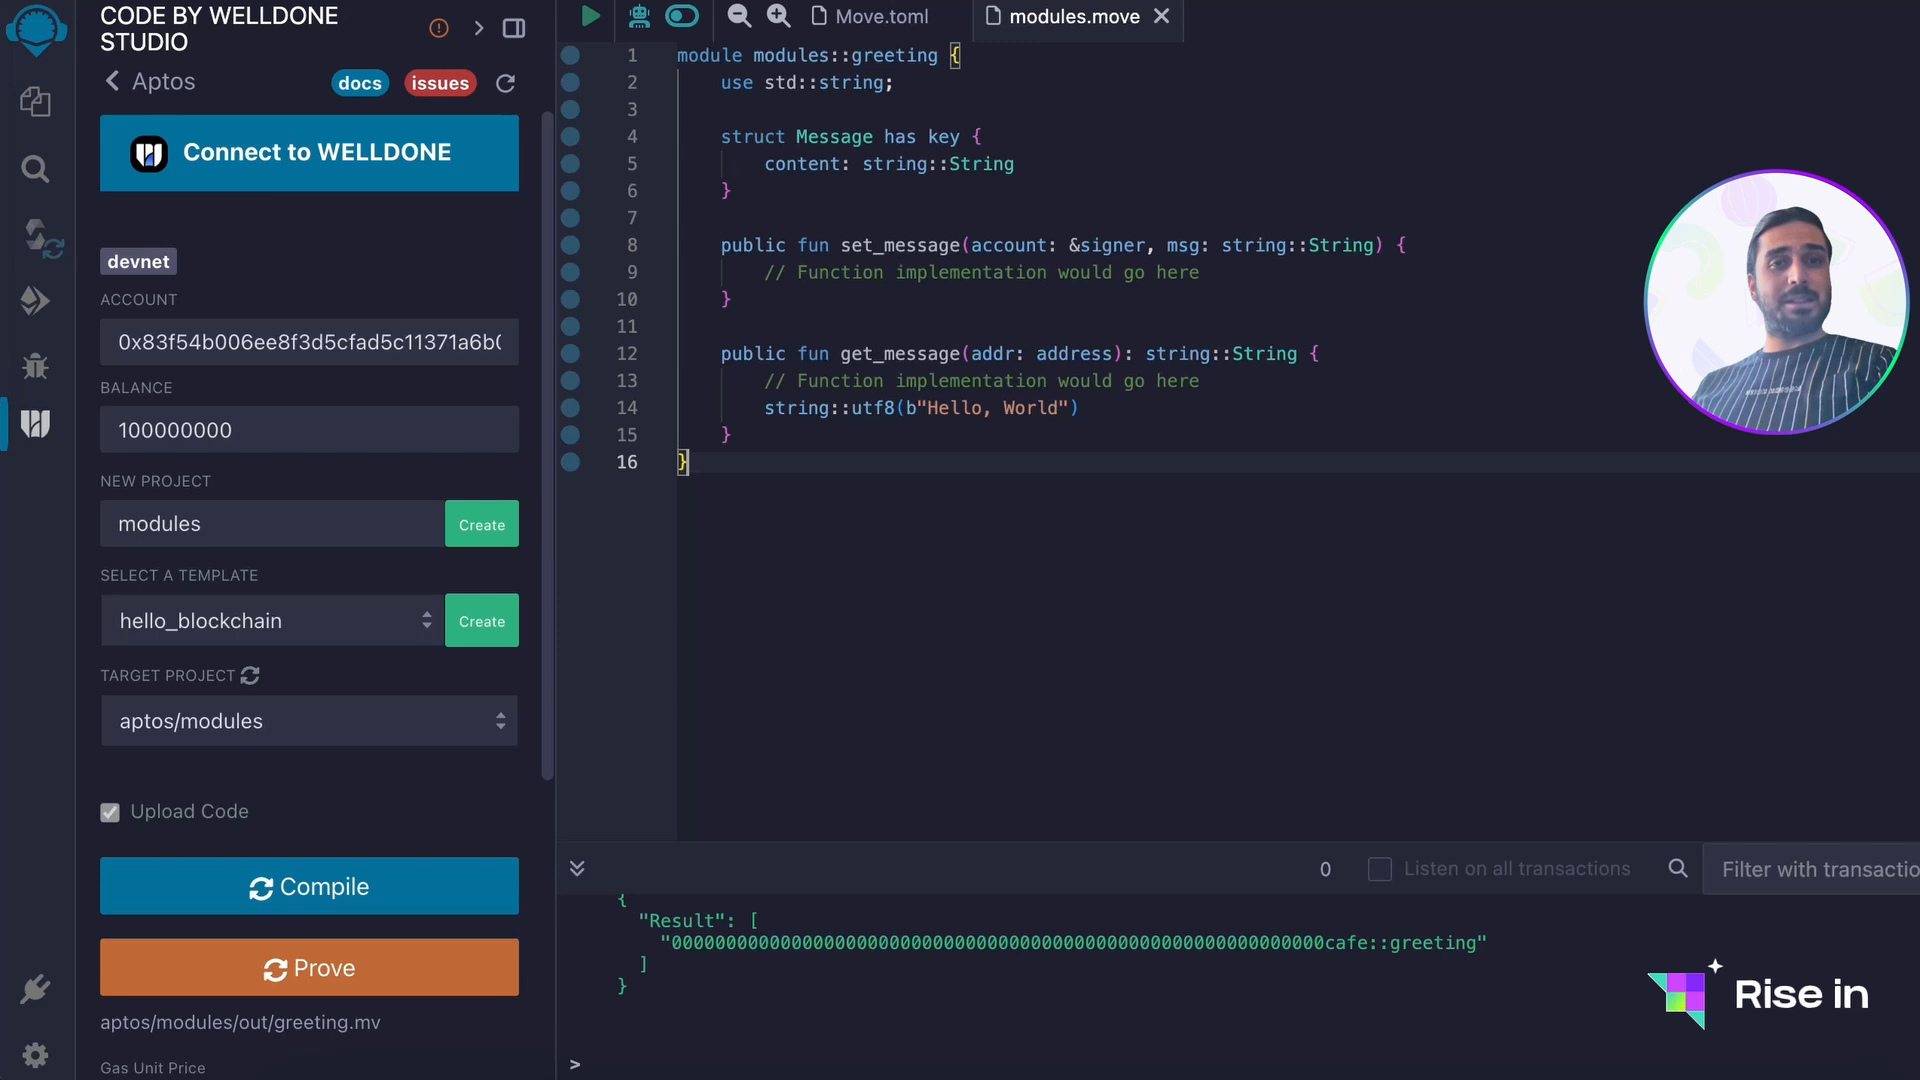 CODE BY WELLDONE
STUDIO
Aptos
docs
issues
Connect to WELLDONE
devnet
ACCOUNT
0x83f54b006ee8f3d5cfad5c11371a6b0
BALANCE
100000000
NEW PROJECT
modules
Create
SELECT A TEMPLATE
hello_blockchain
Create
TARGET PROJECT
aptos/modules
Upload Code
Compile
Prove
aptos/modules/out/greeting.mv
Gas Unit Price
Move.toml
modules.move
1 module modules::greeting {
2 use std::string;
3
4 struct Message has key {
5 content: string::String
6 }
7
8 public fun set_message(account: &signer, msg: string::String) {
9 // Function implementation would go here
10 }
11
12 public fun get_message(addr: address): string::String {
13 // Function implementation would go here
14 string::utf8(b"Hello, World")
15 }
16 }
0
Listen on all transactions
Filter with transactio
{
"Result": [
"000000000000000000000000000000000000000000000000000000000000cafe::greeting"
]
}
>
Rise in